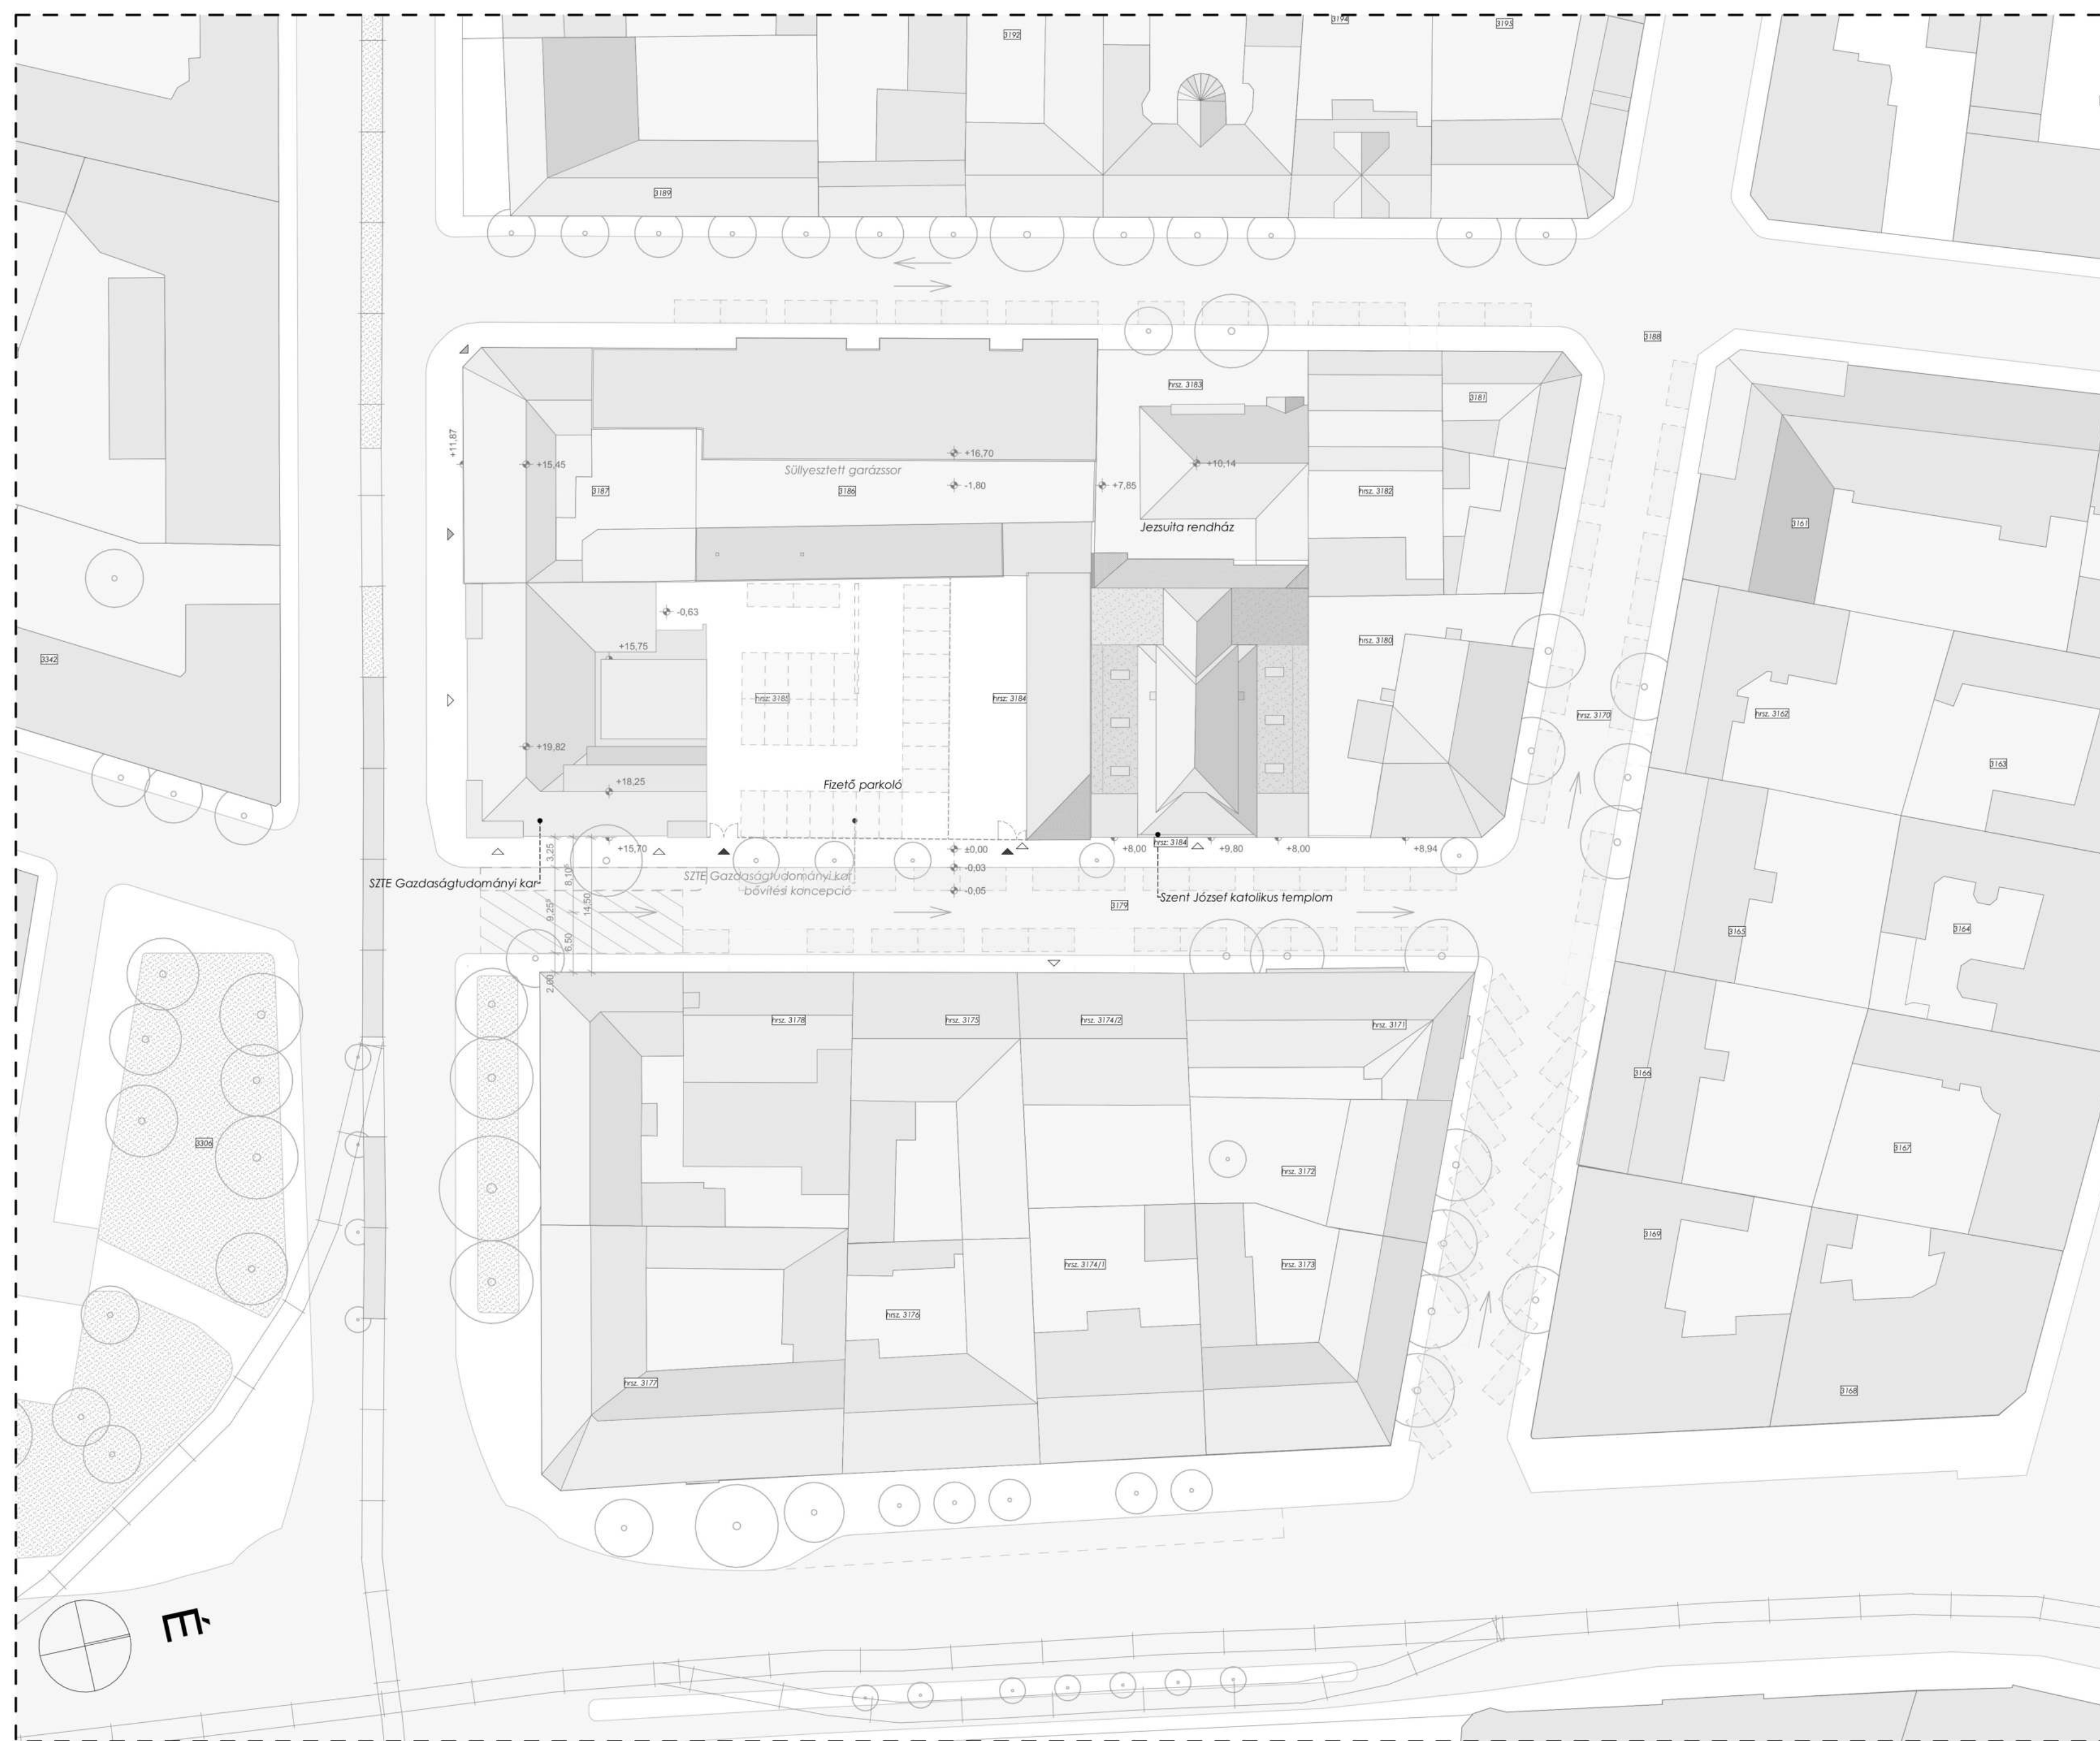 3192
3194
3195
3189
3188
hrsz. 3183
3181
+11,87
+15,45
+16,70
+10,14
Süllyesztett garázssor
3187
3186
-1,80
+7,85
hrsz. 3182
Jezsuita rendház
3161
-0,63
+15,75
hrsz. 3180
3342
hrsz: 3185
hrsz: 3184
hrsz. 3170
hrsz. 3162
+19,82
3163
+18,25
Fizető parkoló
+15,70
±0,00
+8,00
hrsz: 3184
+9,80
+8,00
+8,94
-0,03
SZTE Gazdaságtudományi kar
SZTE Gazdaságtudományi kar
bővítési koncepció
-0,05
Szent József katolikus templom
3179
3,25
8,10⁵
9,25⁵
14,50
6,50
2,00
3165
3164
hrsz. 3178
hrsz. 3175
hrsz. 3174/2
hrsz. 3171
3166
3306
3167
hrsz. 3172
3169
hrsz. 3174/1
hrsz. 3173
hrsz. 3176
hrsz. 3177
3168
É